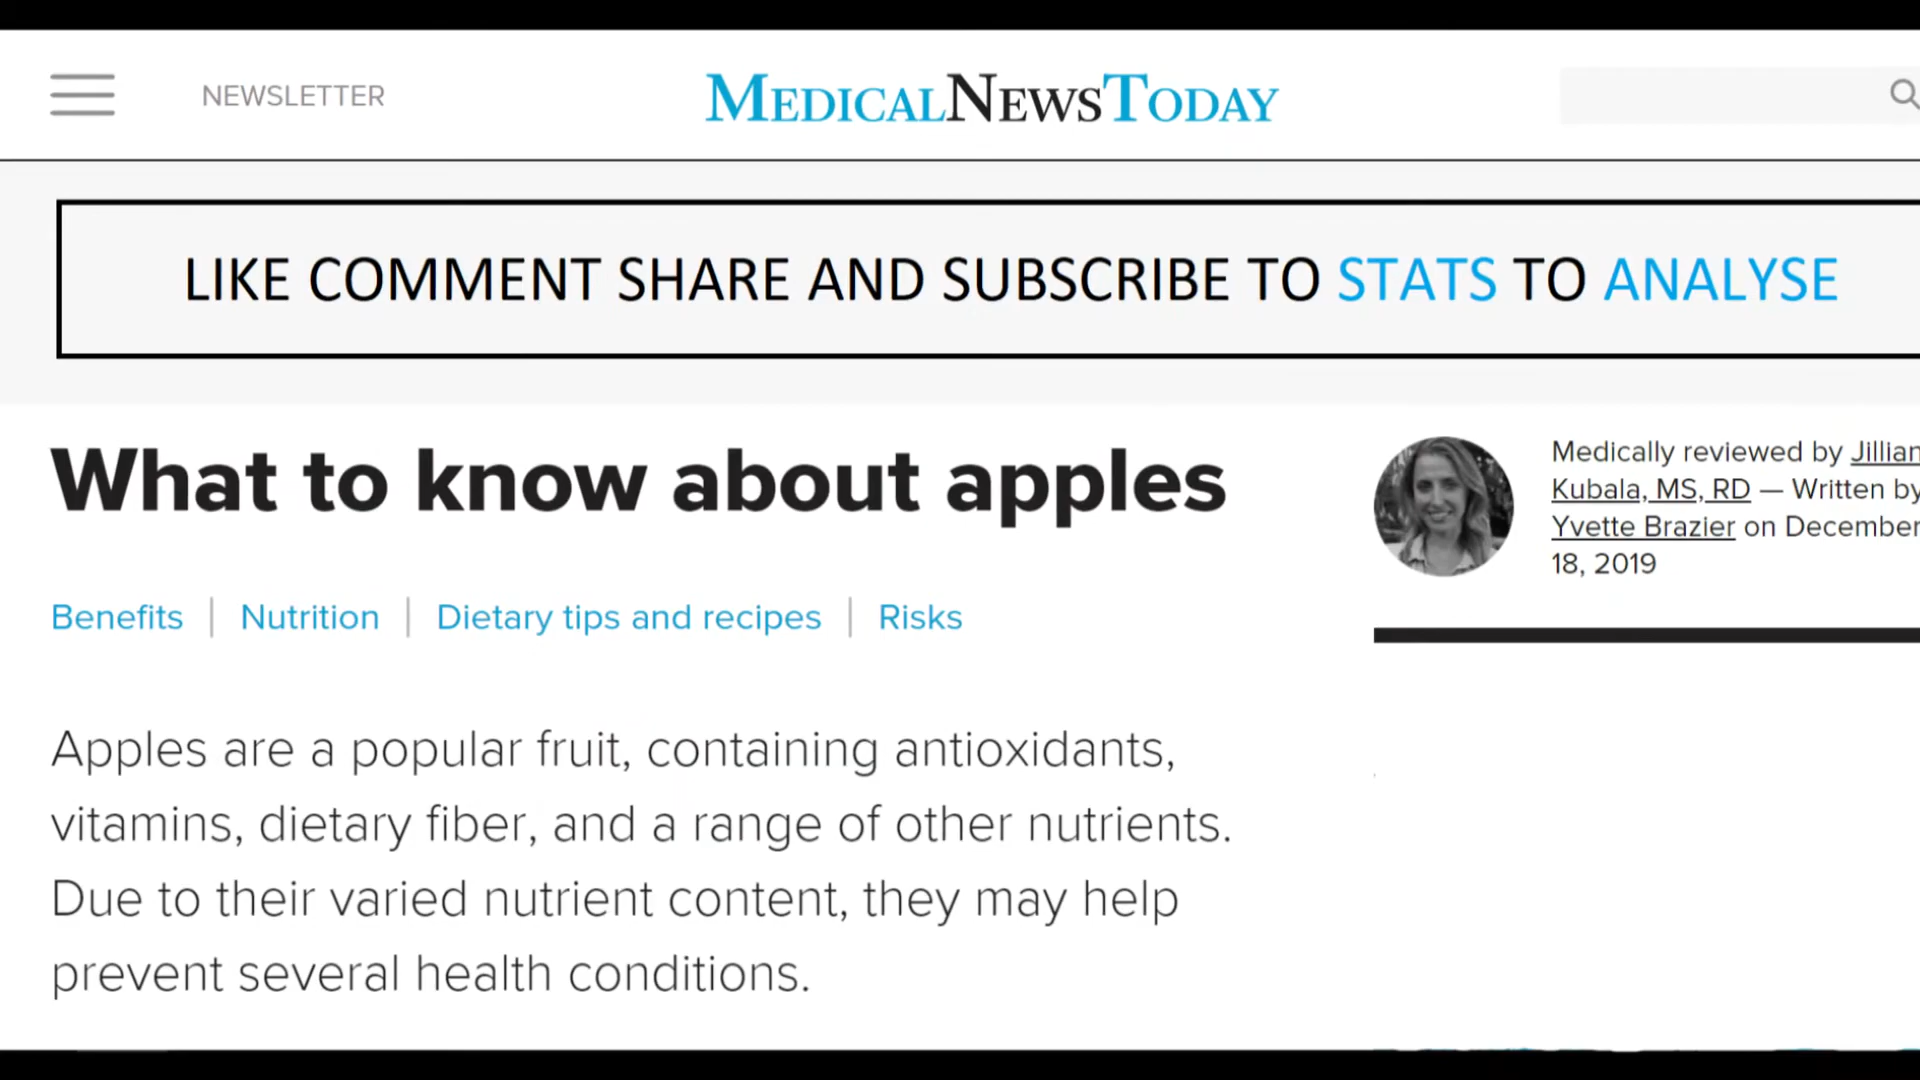 NEWSLETTER
MEDICALNEWSTODAY
LIKE COMMENT SHARE AND SUBSCRIBE TO STATS TO ANALYSE
What to know about apples
Medically reviewed by Jillian
Kubala, MS, RD — Written by
Yvette Brazier on December
18, 2019
Benefits | Nutrition | Dietary tips and recipes | Risks
Apples are a popular fruit, containing antioxidants,
vitamins, dietary fiber, and a range of other nutrients.
Due to their varied nutrient content, they may help
prevent several health conditions.